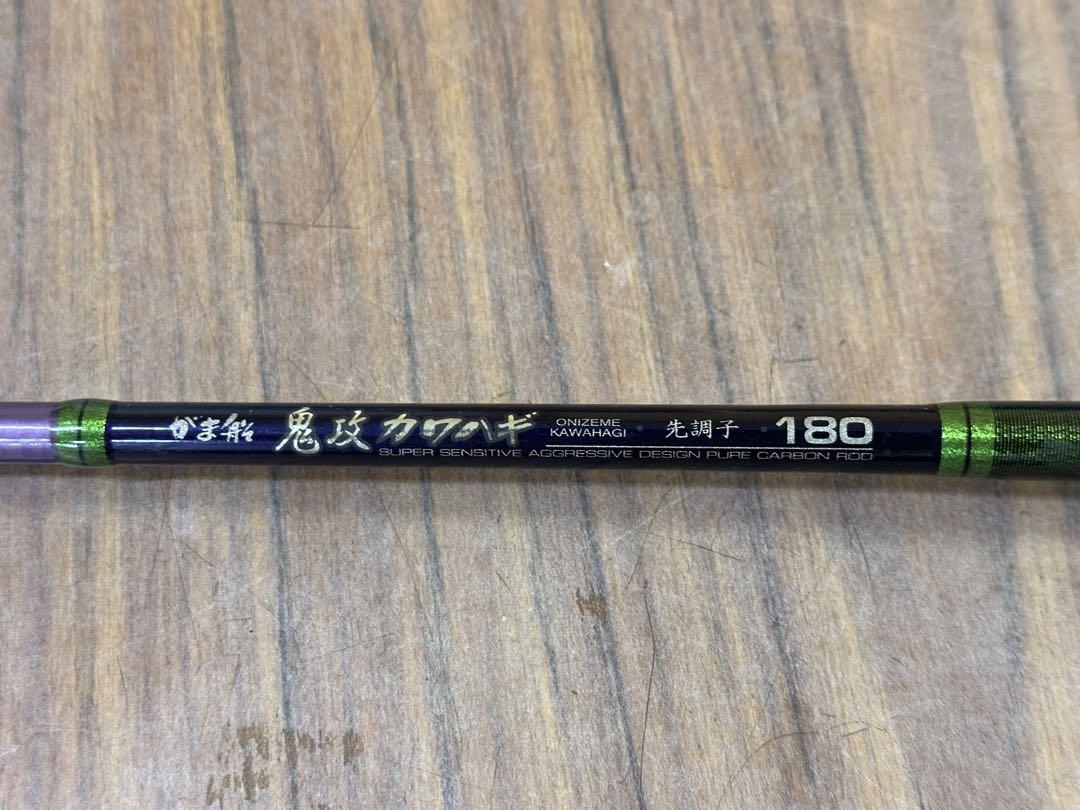 がま船 鬼攻カワハギ ONIZEME KAWAHAGI 先調子 180
SUPER SENSITIVE AGGRESSIVE DESIGN PURE CARBON ROD